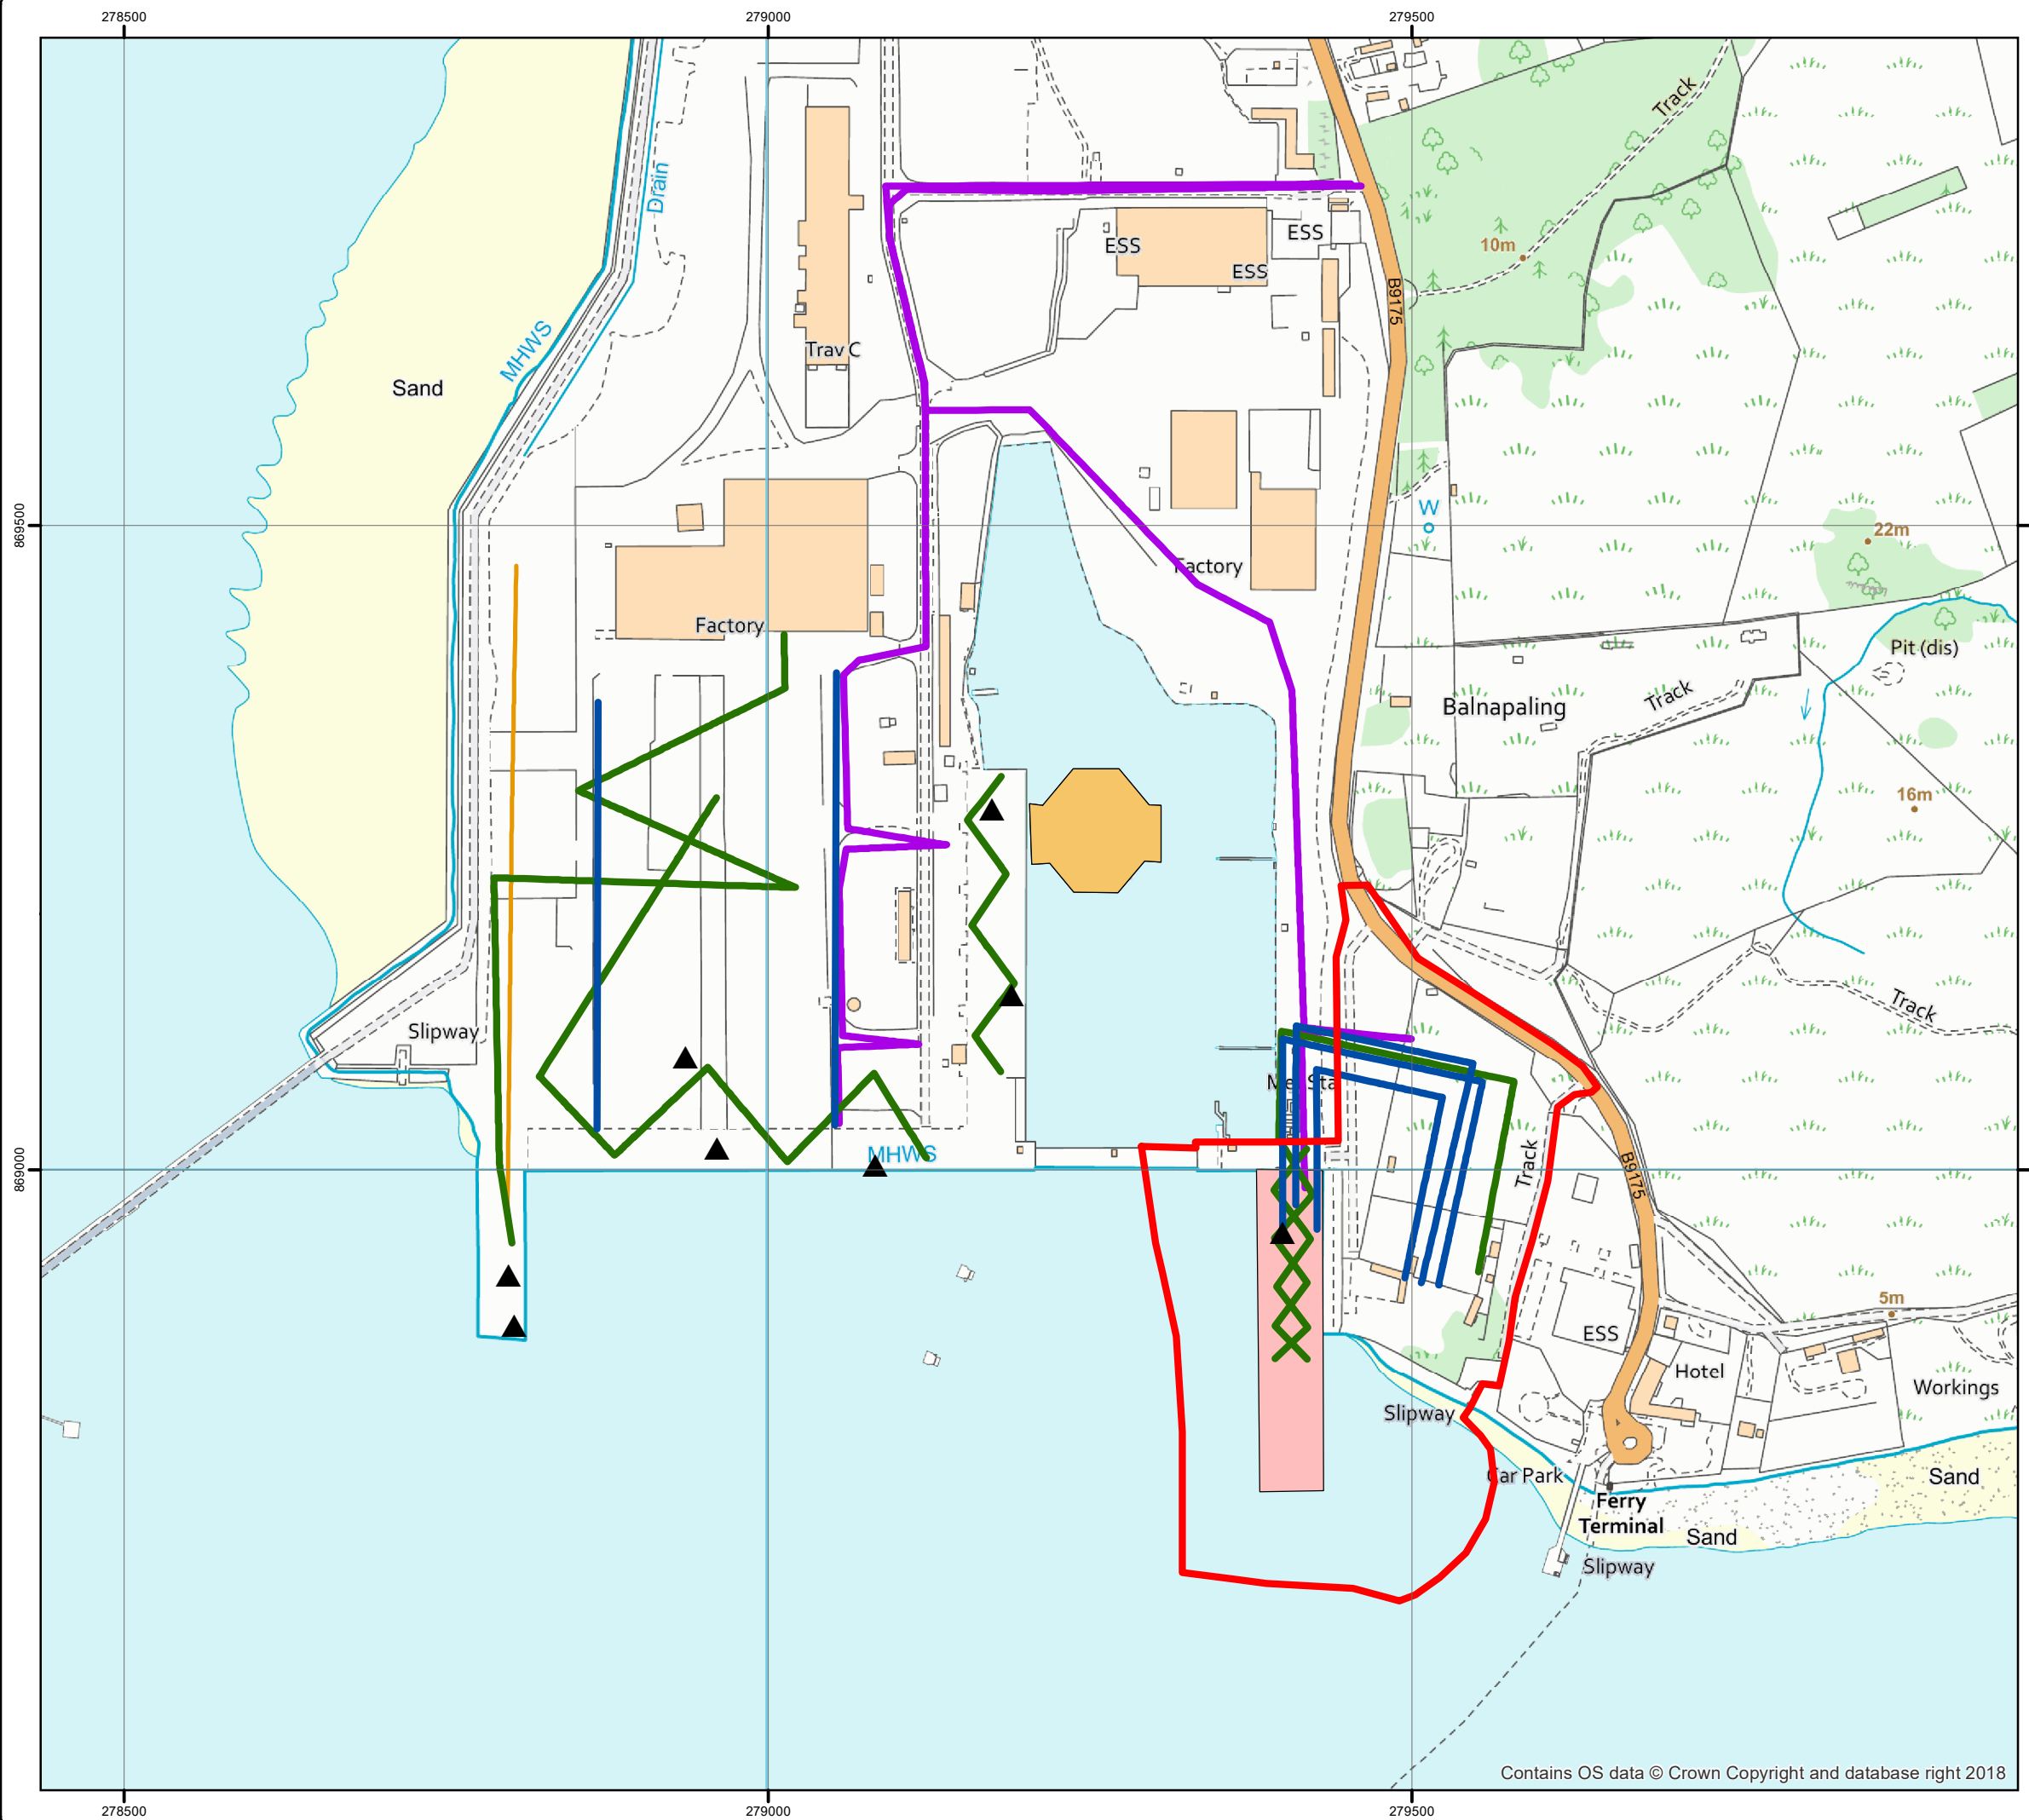 278500
279000
279500
Track
Drain
ESS
ESS
ESS
10m
B9175
MHWS
Trav C
Sand
W
869500
22m
Factory
Factory
Pit (dis)
Track
Balnapaling
16m
Track
Slipway
MHWS
869000
Track
B9175
5m
ESS
Hotel
Workings
Slipway
Car Park
Sand
Ferry
Terminal
Sand
Slipway
Contains OS data © Crown Copyright and database right 2018
278500
279000
279500